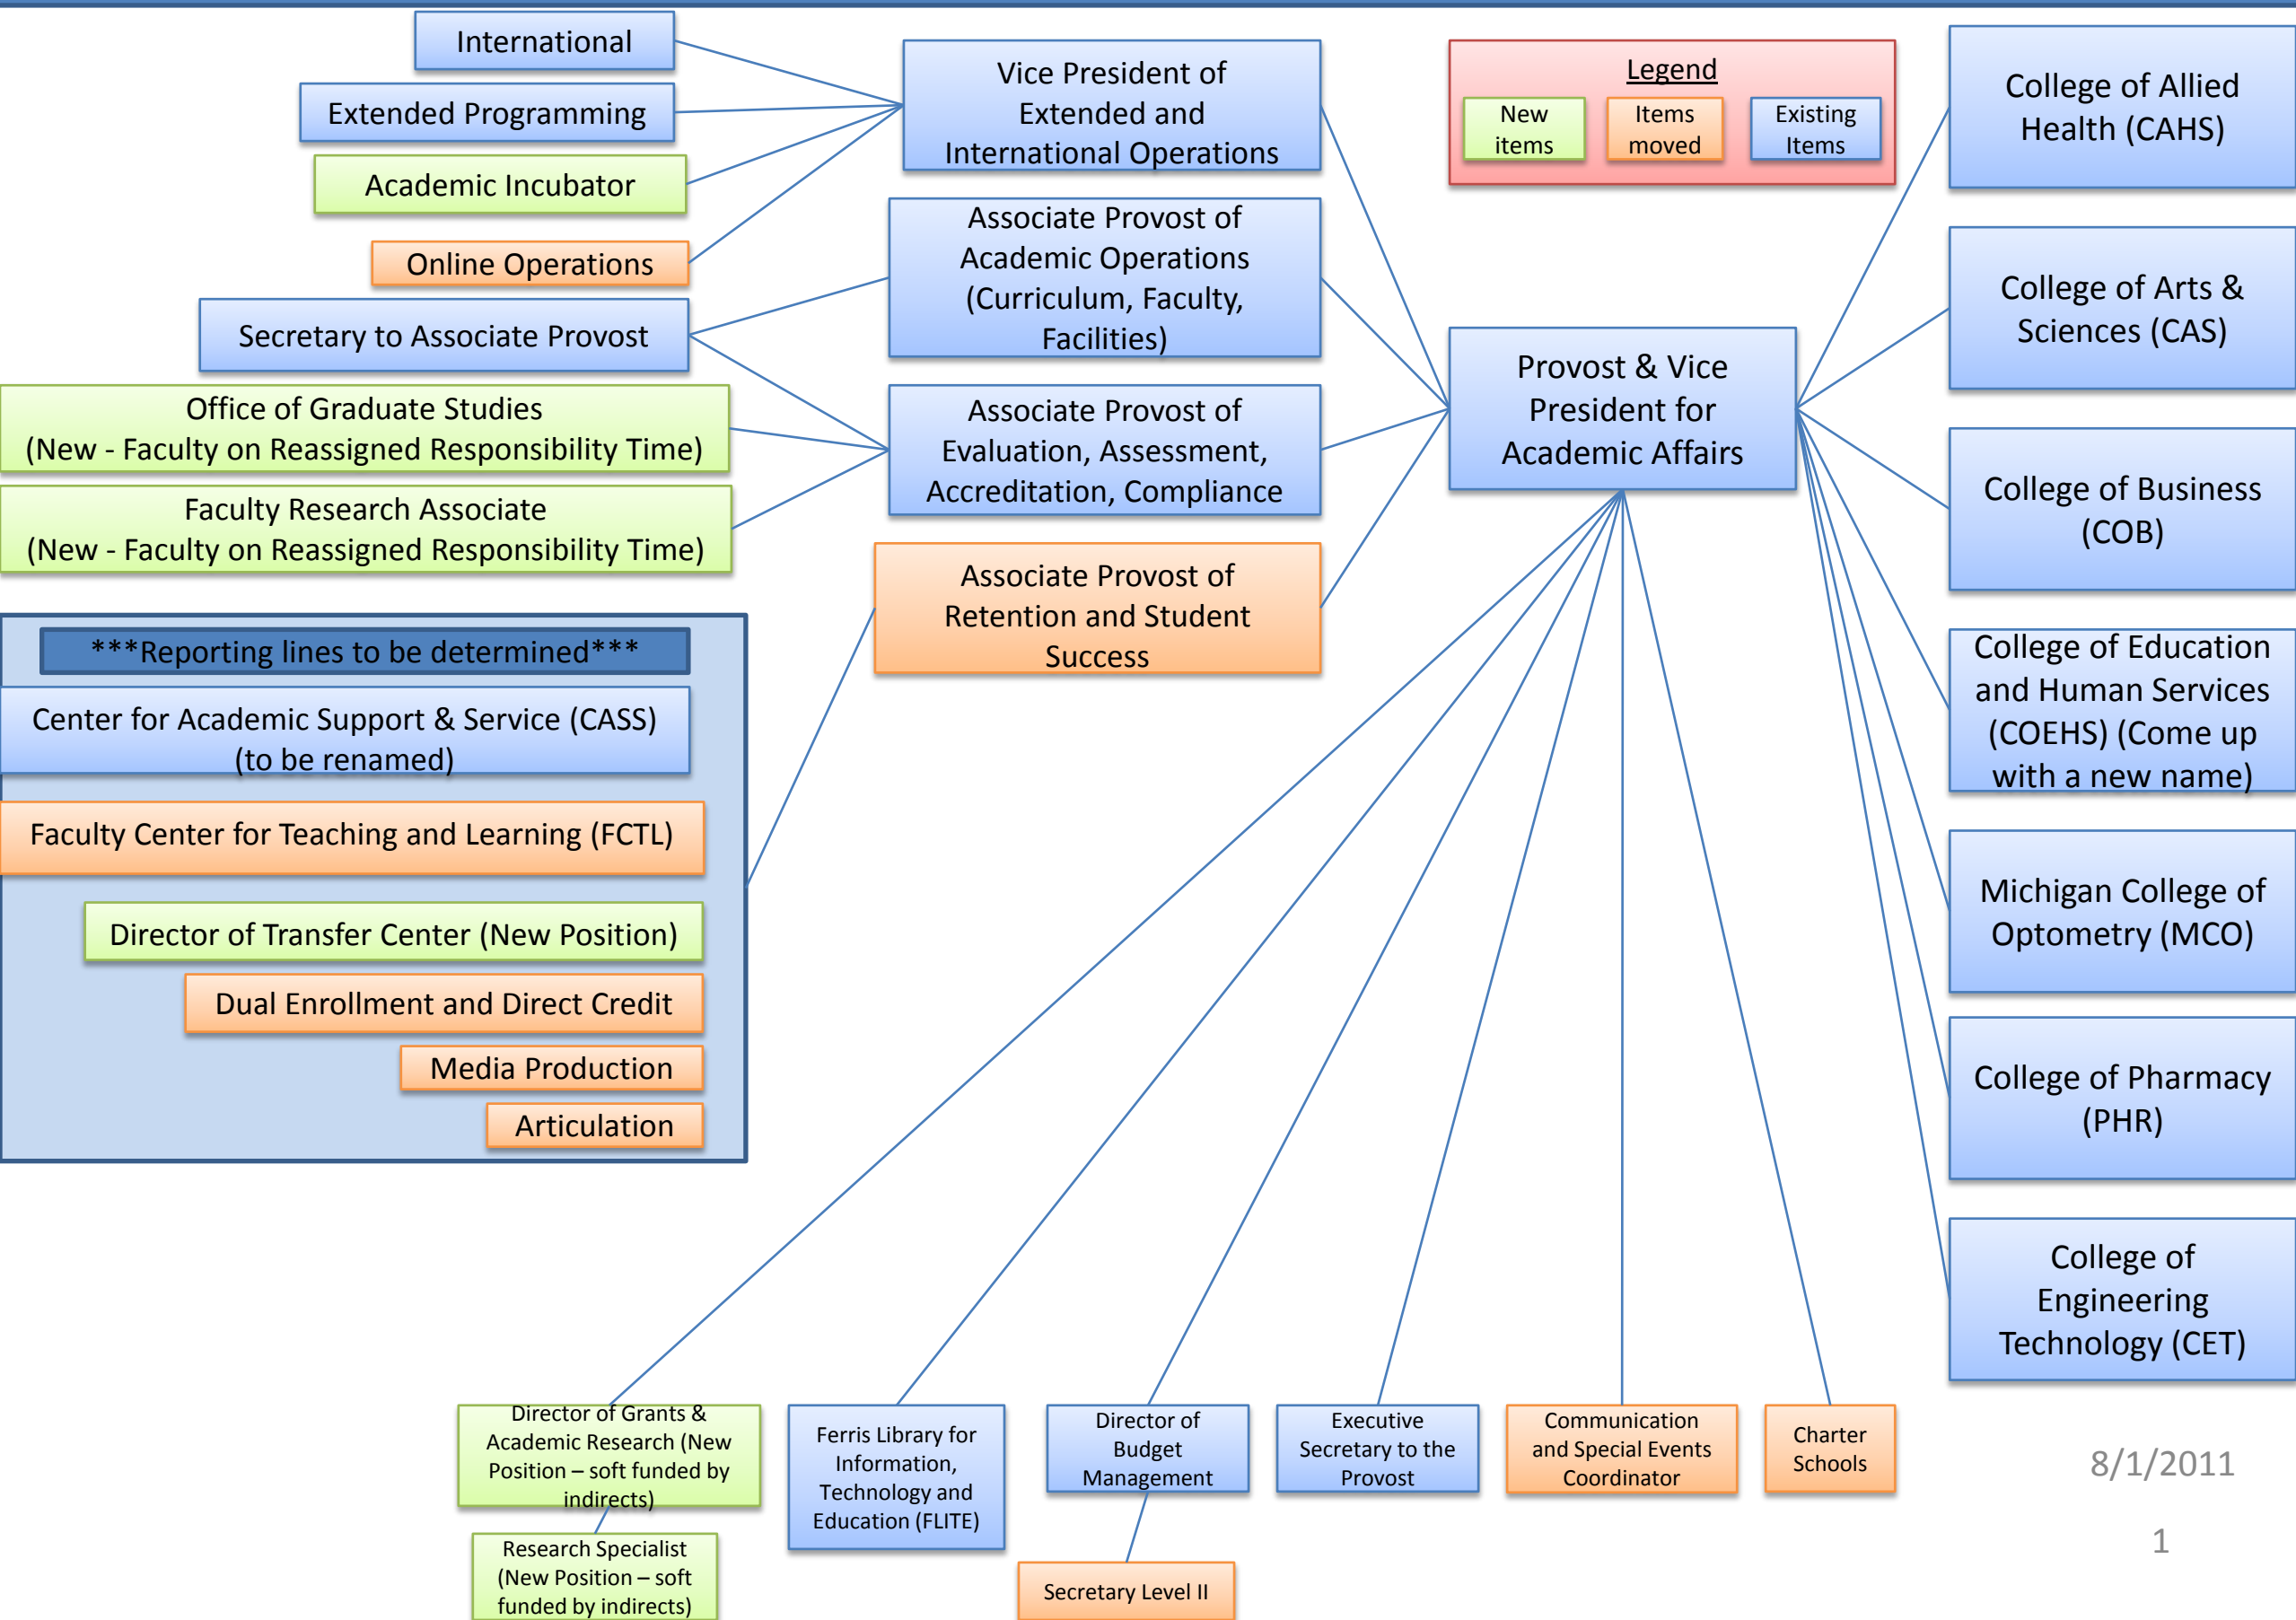 International
Extended Programming
Academic Incubator
Online Operations
Secretary to Associate Provost
Office of Graduate Studies
(New - Faculty on Reassigned Responsibility Time)
Faculty Research Associate
(New - Faculty on Reassigned Responsibility Time)
***Reporting lines to be determined***
Center for Academic Support & Service (CASS)
(to be renamed)
Faculty Center for Teaching and Learning (FCTL)
Director of Transfer Center (New Position)
Dual Enrollment and Direct Credit
Media Production
Articulation
Vice President of
Extended and
International Operations
Associate Provost of
Academic Operations
(Curriculum, Faculty,
Facilities)
Associate Provost of
Evaluation, Assessment,
Accreditation, Compliance
Associate Provost of
Retention and Student
Success
Legend
New
items
Items
moved
Existing
Items
Provost & Vice
President for
Academic Affairs
College of Allied
Health (CAHS)
College of Arts &
Sciences (CAS)
College of Business
(COB)
College of Education
and Human Services
(COEHS) (Come up
with a new name)
Michigan College of
Optometry (MCO)
College of Pharmacy
(PHR)
College of
Engineering
Technology (CET)
Director of Grants &
Academic Research (New
Position – soft funded by
indirects)
Research Specialist
(New Position – soft
funded by indirects)
Ferris Library for
Information,
Technology and
Education (FLITE)
Director of
Budget
Management
Secretary Level II
Executive
Secretary to the
Provost
Communication
and Special Events
Coordinator
Charter
Schools
8/1/2011
1